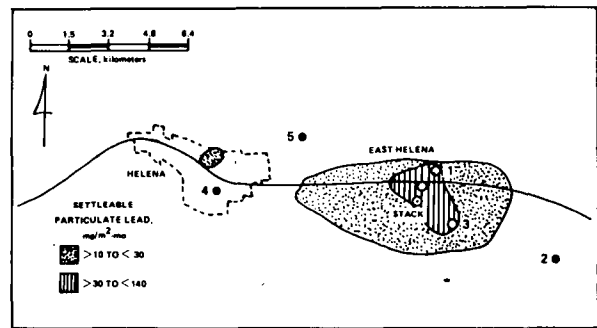 0 1.5 3.2 4.8 6.4
SCALE, kilometers
N
5
EAST HELENA
1
HELENA
4
STACK
3
SETTLEABLE
PARTICULATE LEAD,
mg/m²·mo
2
>10 TO < 30
>30 TO <140